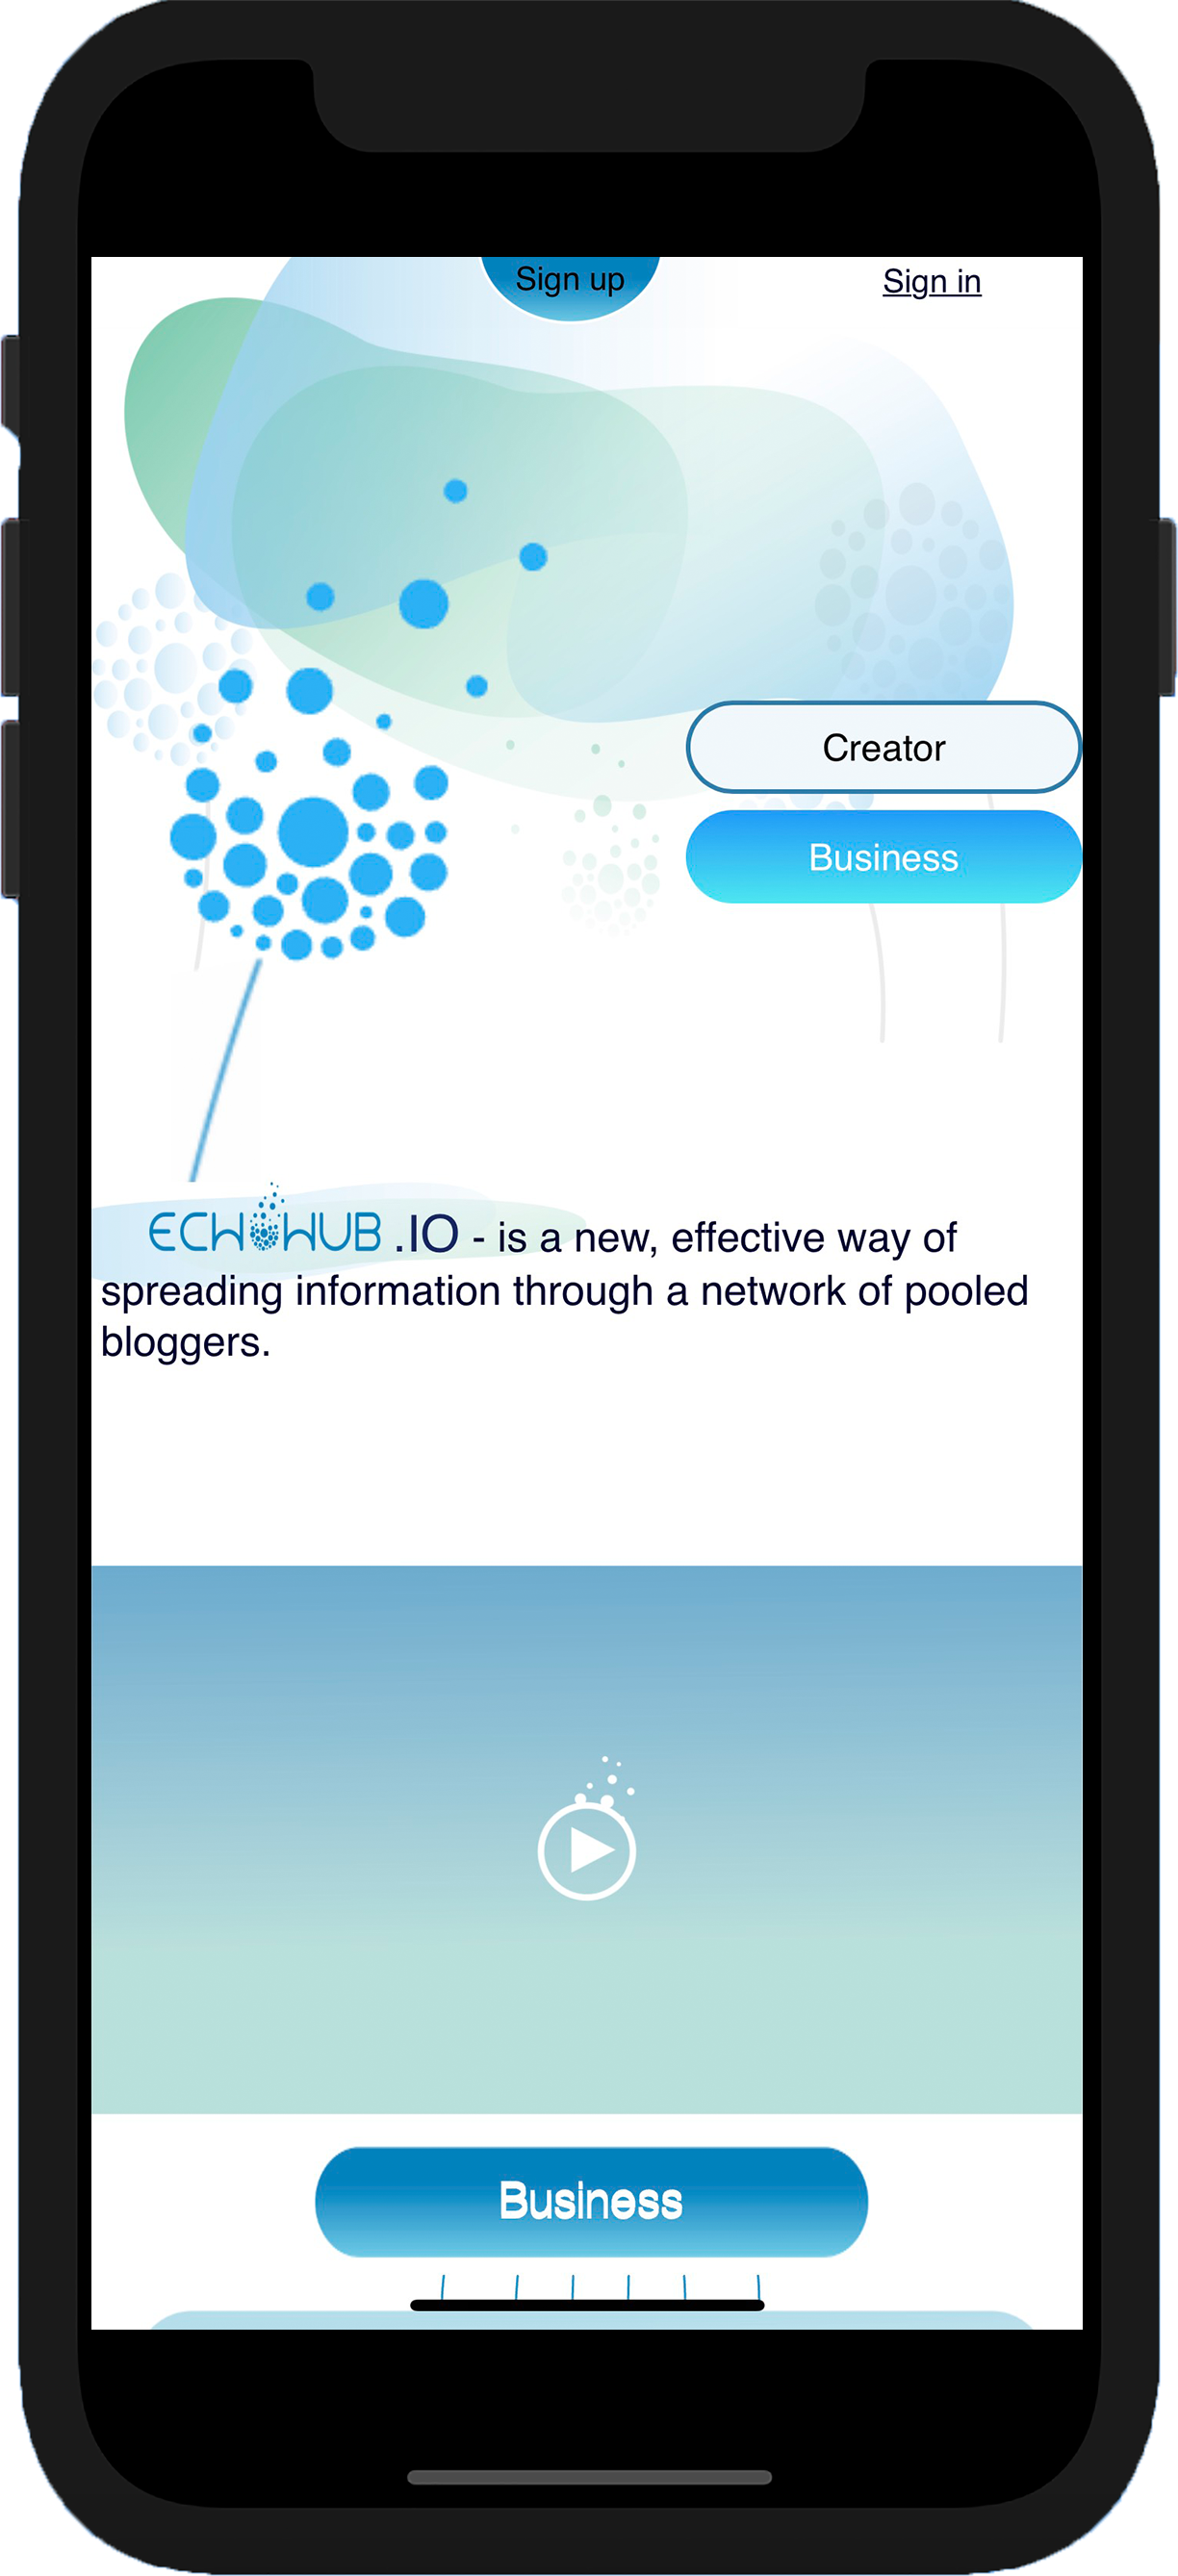 Sign up
Sign in
Creator
Business
ECHOHUB .IO - is a new, effective way of
spreading information through a network of pooled
bloggers.
Business